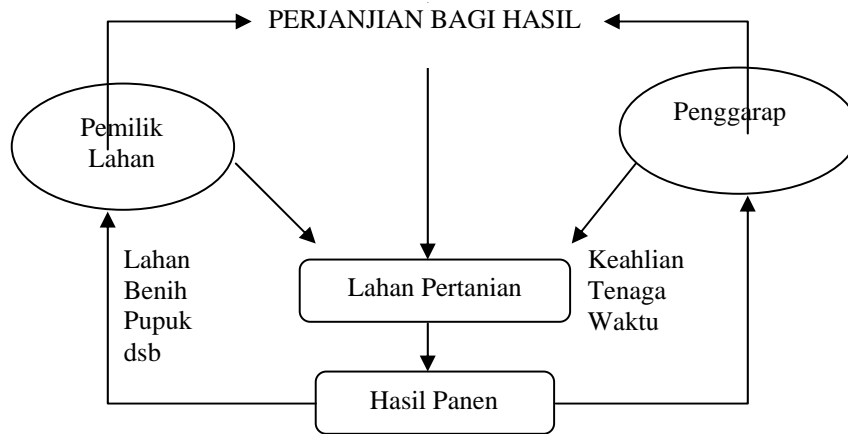 PERJANJIAN BAGI HASIL
Pemilik
Lahan
Penggarap
Lahan
Benih
Pupuk
dsb
Lahan Pertanian
Keahlian
Tenaga
Waktu
Hasil Panen